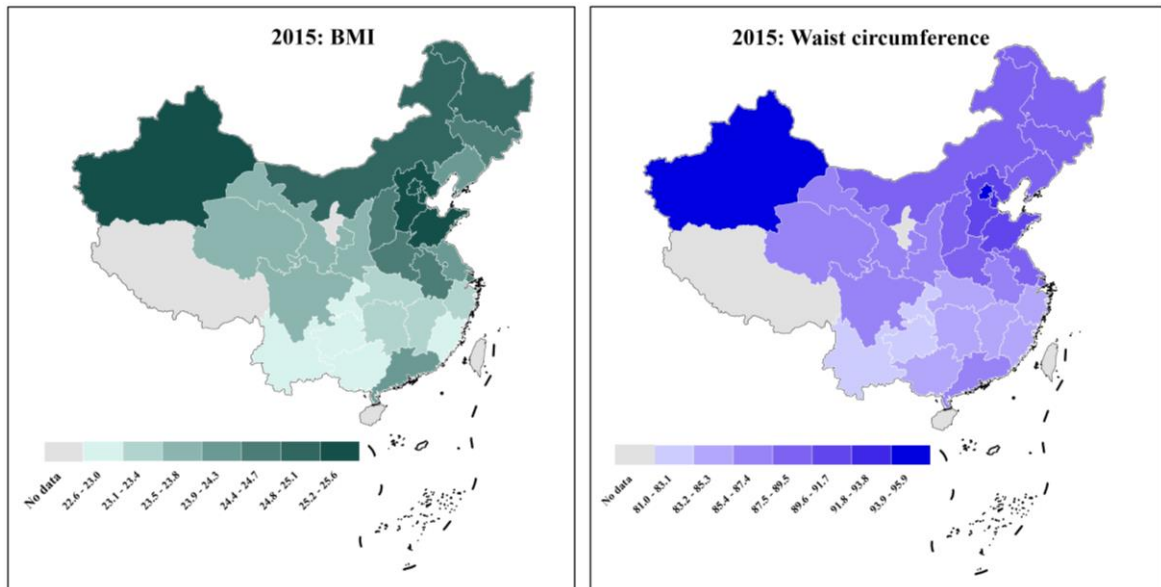 2015: BMI
No data
22.6 - 23.0
23.1 - 23.4
23.5 - 23.8
23.9 - 24.3
24.4 - 24.7
24.8 - 25.1
25.2 - 25.6
2015: Waist circumference
No data
81.0 - 83.1
83.2 - 85.3
85.4 - 87.4
87.5 - 89.5
89.6 - 91.7
91.8 - 93.8
93.9 - 95.9